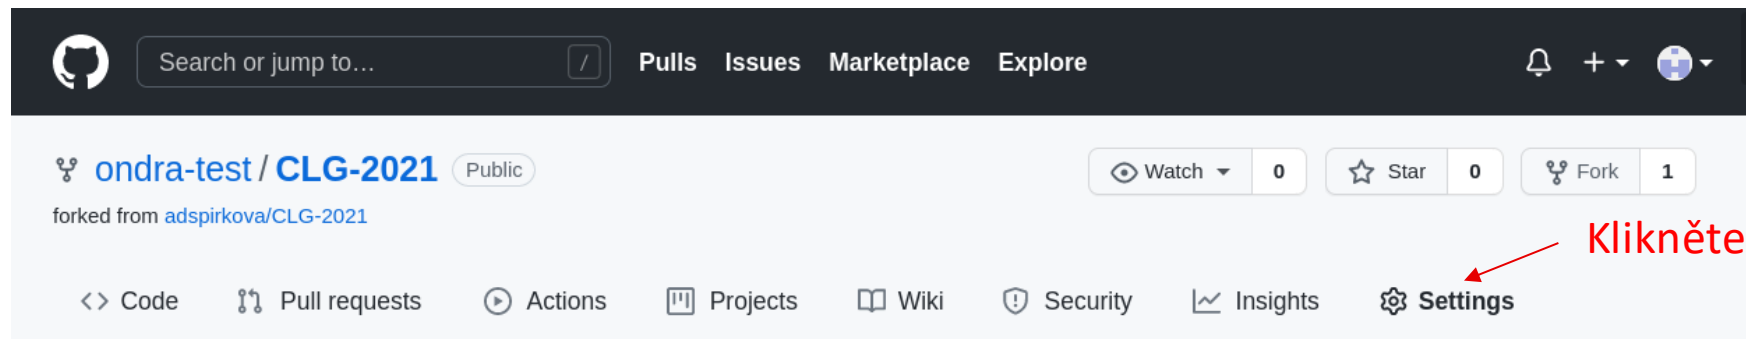 Search or jump to… / Pulls Issues Marketplace Explore
ondra-test / CLG-2021 Public Watch 0 Star 0 Fork 1
forked from adspirkova/CLG-2021
Klikněte
Code Pull requests Actions Projects Wiki Security Insights Settings